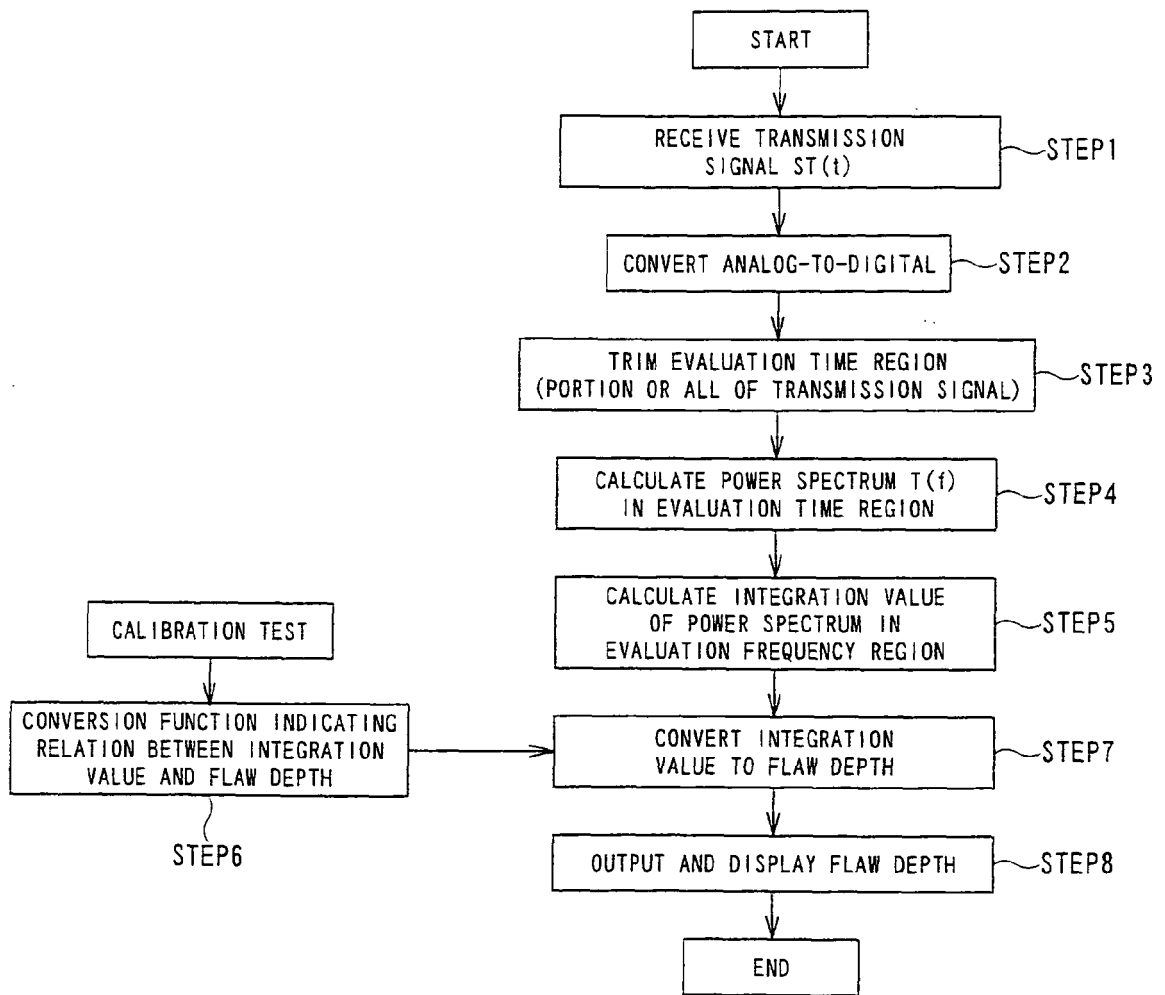 START
RECEIVE TRANSMISSION
SIGNAL ST(t)
STEP1
CONVERT ANALOG-TO-DIGITAL
STEP2
TRIM EVALUATION TIME REGION
(PORTION OR ALL OF TRANSMISSION SIGNAL)
STEP3
CALCULATE POWER SPECTRUM T(f)
IN EVALUATION TIME REGION
STEP4
CALCULATE INTEGRATION VALUE
OF POWER SPECTRUM IN
EVALUATION FREQUENCY REGION
STEP5
CALIBRATION TEST
CONVERSION FUNCTION INDICATING
RELATION BETWEEN INTEGRATION
VALUE AND FLAW DEPTH
STEP6
CONVERT INTEGRATION
VALUE TO FLAW DEPTH
STEP7
OUTPUT AND DISPLAY FLAW DEPTH
STEP8
END